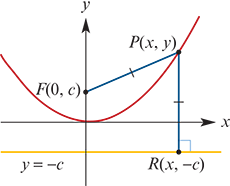 y
P(x, y)
F(0, c)
x
y = −c
R(x, −c)